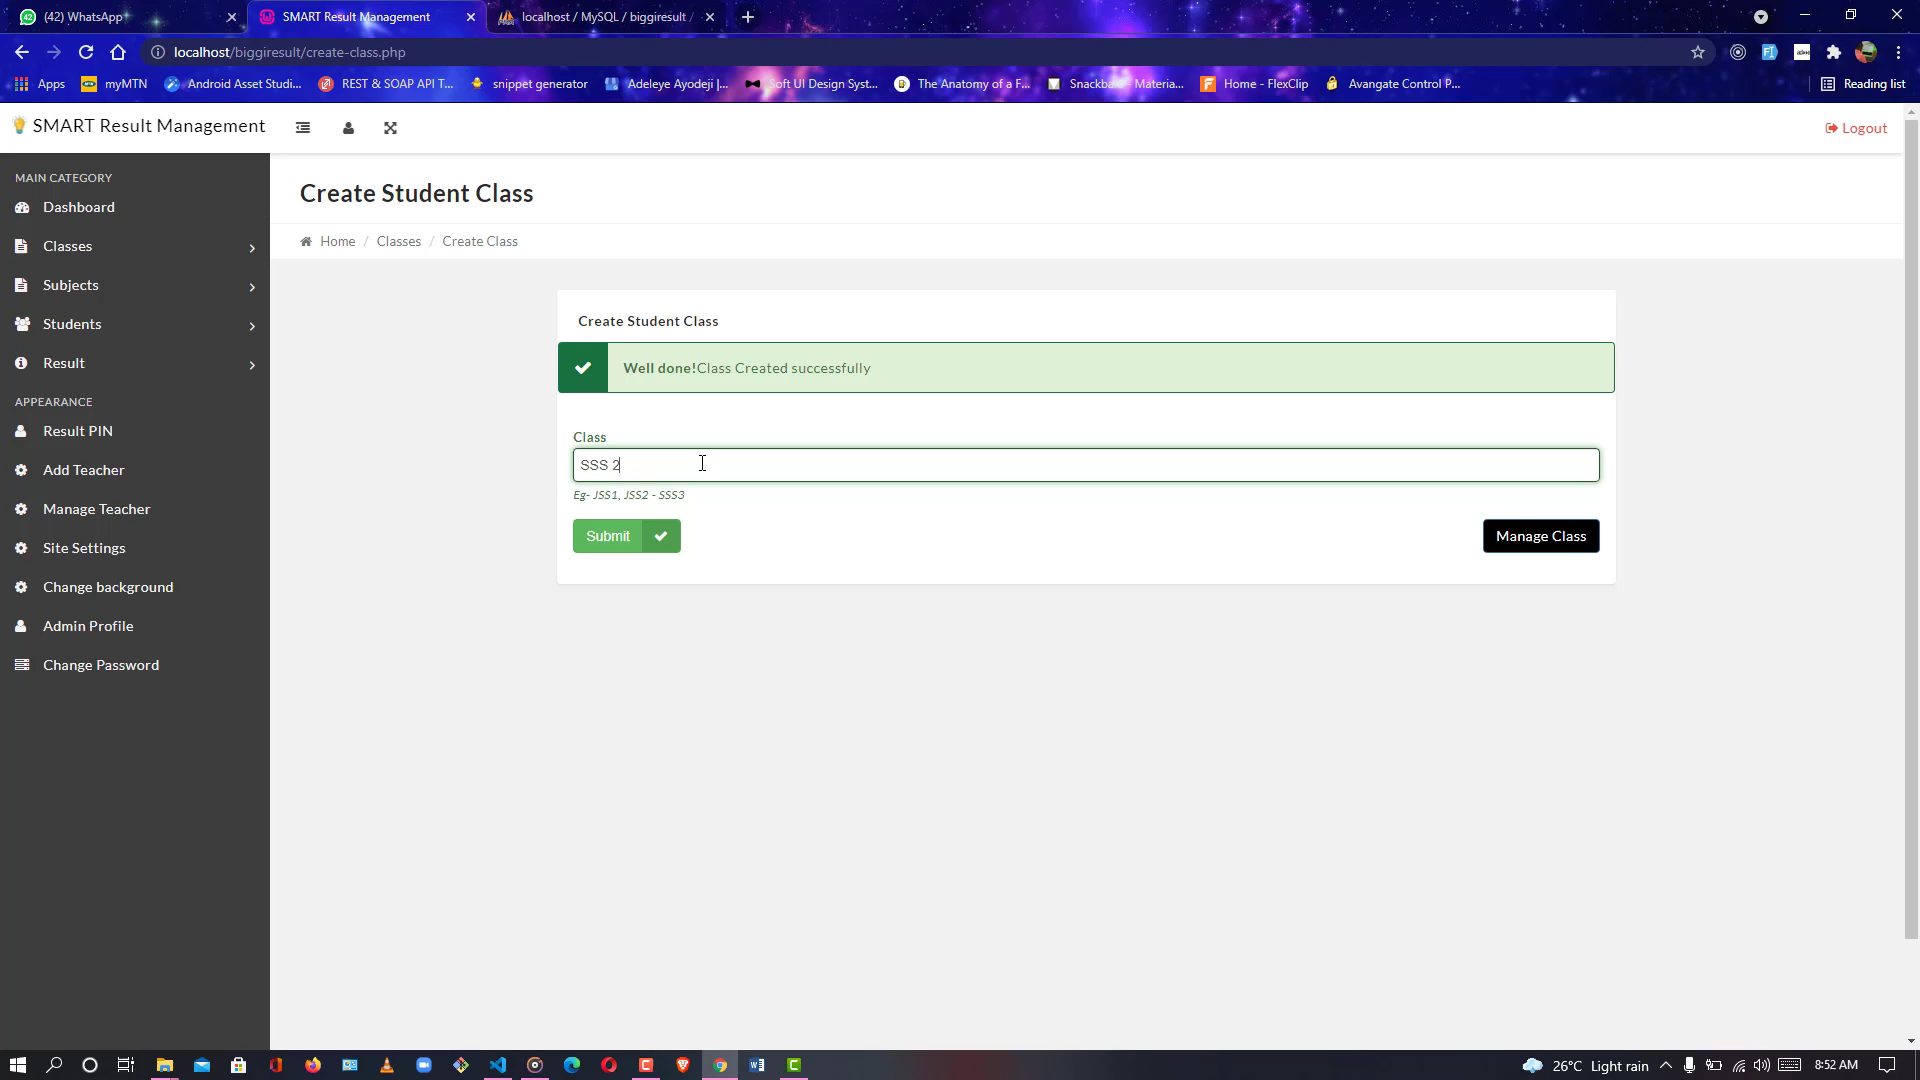 (42) WhatsApp
SMART Result Management
localhost / MySQL / biggiresult /
localhost/biggiresult/create-class.php
Apps
myMTN
Android Asset Studi...
REST & SOAP API T...
snippet generator
Adeleye Ayodeji |...
Soft UI Design Syst...
The Anatomy of a F...
Snackbars - Materia...
Home - FlexClip
Avangate Control P...
Reading list
SMART Result Management
Logout
MAIN CATEGORY
Dashboard
Classes
Subjects
Students
Result
APPEARANCE
Result PIN
Add Teacher
Manage Teacher
Site Settings
Change background
Admin Profile
Change Password
Create Student Class
Home / Classes / Create Class
Create Student Class
Well done!Class Created successfully
Class
SSS 2
Eg- JSS1, JSS2 - SSS3
Submit
Manage Class
26°C Light rain
8:52 AM